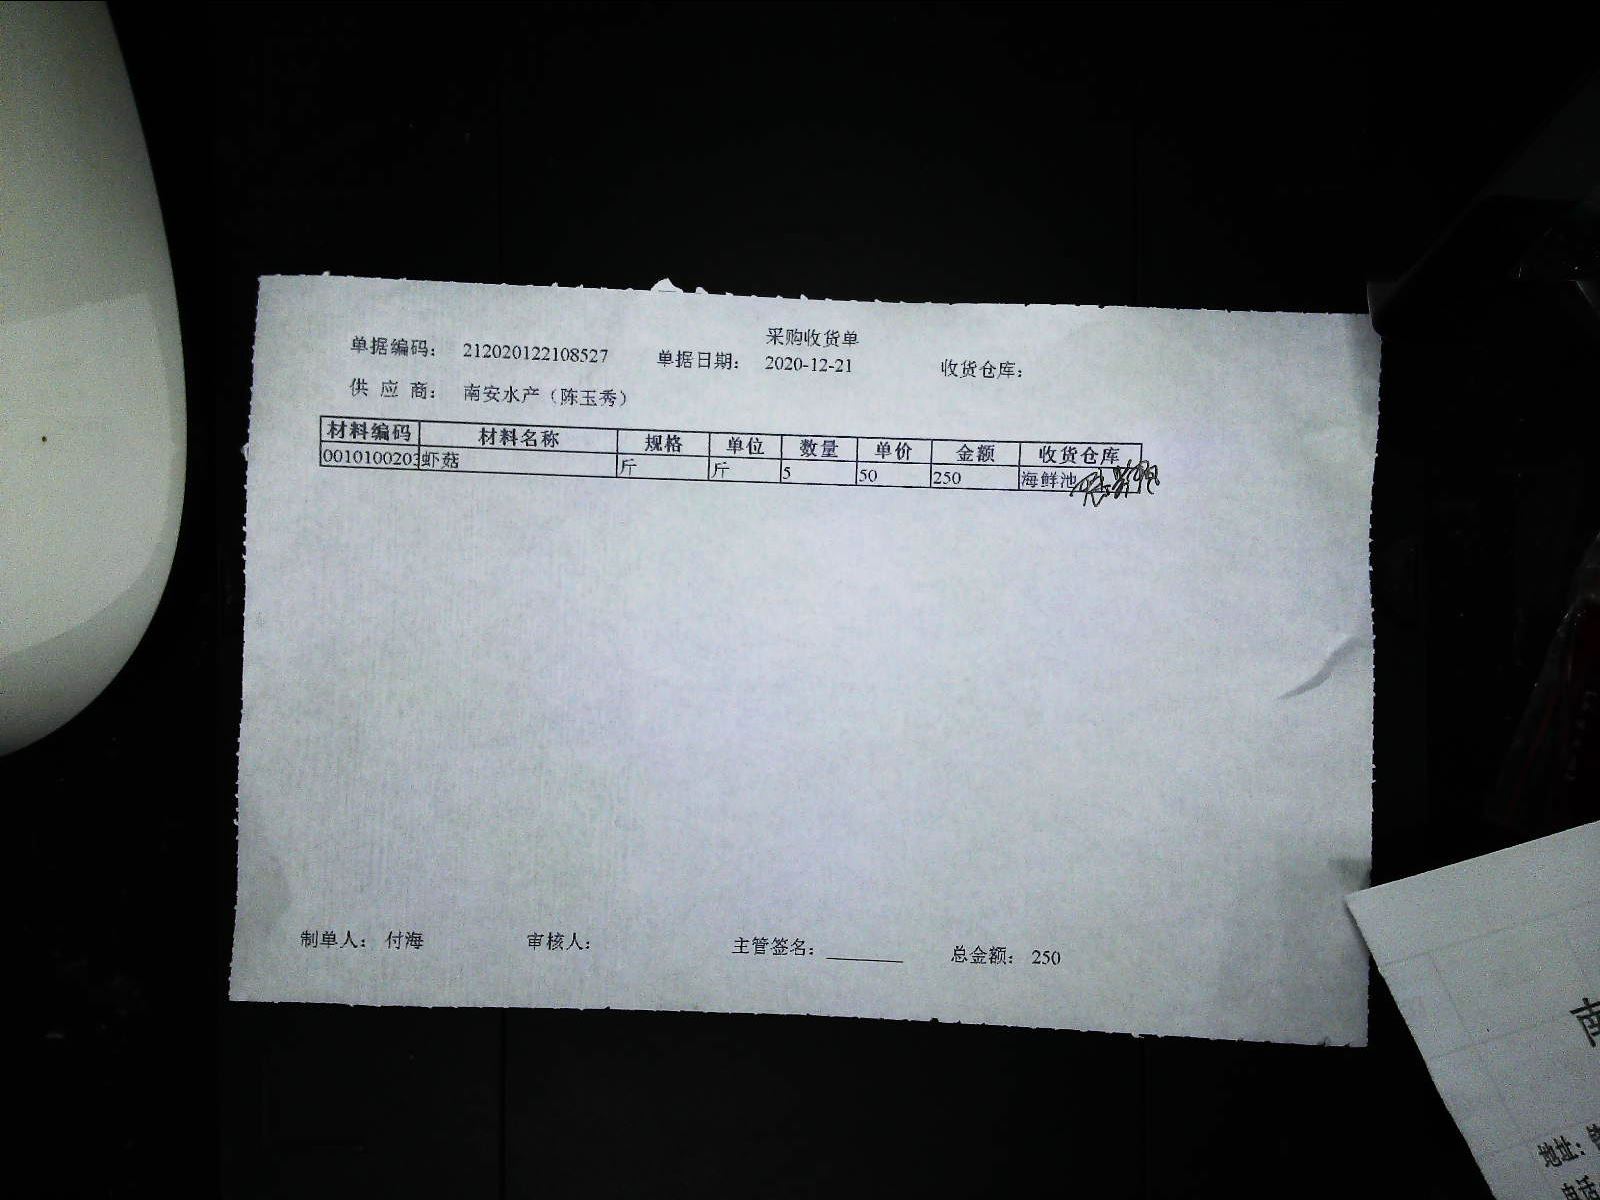 采购收货单
单据编码： 212020122108527 单据日期： 2020-12-21 收货仓库：
供 应 商： 南安水产（陈玉秀）
材料编码 材料名称 规格 单位 数量 单价 金额 收货仓库
0010100203 虾菇 斤 斤 5 50 250 海鲜池
制单人： 付海 审核人： 主管签名： 总金额： 250
地址：
电话